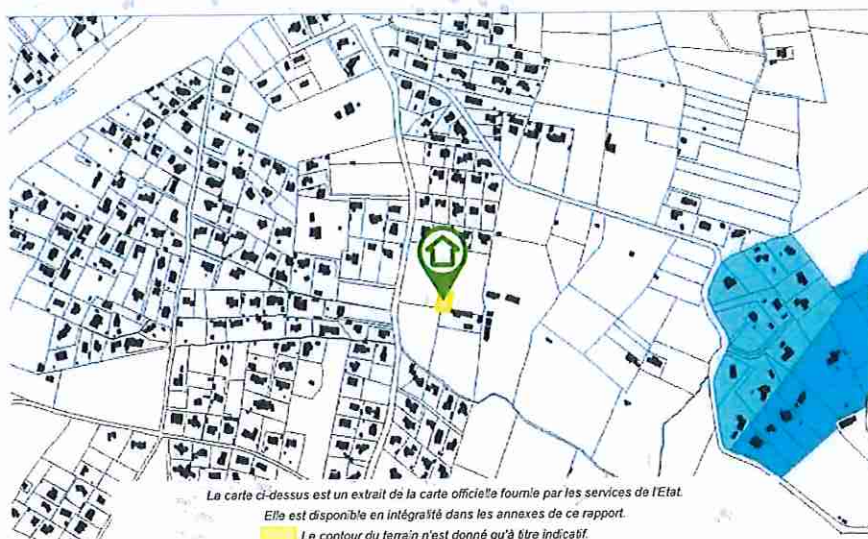 La carte ci-dessus est un extrait de la carte officielle fournie par les services de l'Etat.
Elle est disponible en intégralité dans les annexes de ce rapport.
Le contour du terrain n'est donné qu'à titre indicatif.